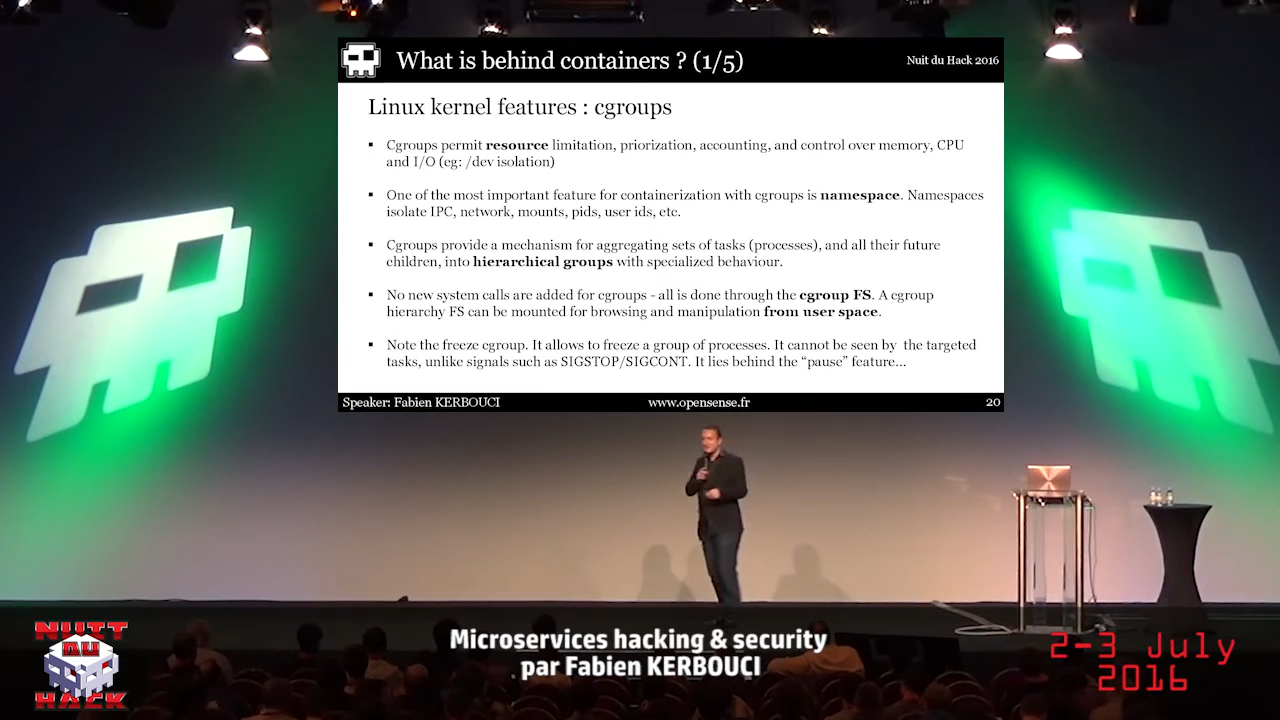 What is behind containers ? (1/5)
Nuit du Hack 2016
Linux kernel features : cgroups
▪ Cgroups permit resource limitation, priorization, accounting, and control over memory, CPU
and I/O (eg: /dev isolation)
▪ One of the most important feature for containerization with cgroups is namespace. Namespaces
isolate IPC, network, mounts, pids, user ids, etc.
▪ Cgroups provide a mechanism for aggregating sets of tasks (processes), and all their future
children, into hierarchical groups with specialized behaviour.
▪ No new system calls are added for cgroups - all is done through the cgroup FS. A cgroup
hierarchy FS can be mounted for browsing and manipulation from user space.
▪ Note the freeze cgroup. It allows to freeze a group of processes. It cannot be seen by the targeted
tasks, unlike signals such as SIGSTOP/SIGCONT. It lies behind the “pause” feature...
Speaker: Fabien KERBOUCI
www.opensense.fr
20
NUIT
DU
HACK
Microservices hacking & security
par Fabien KERBOUCI
2-3 July
2016